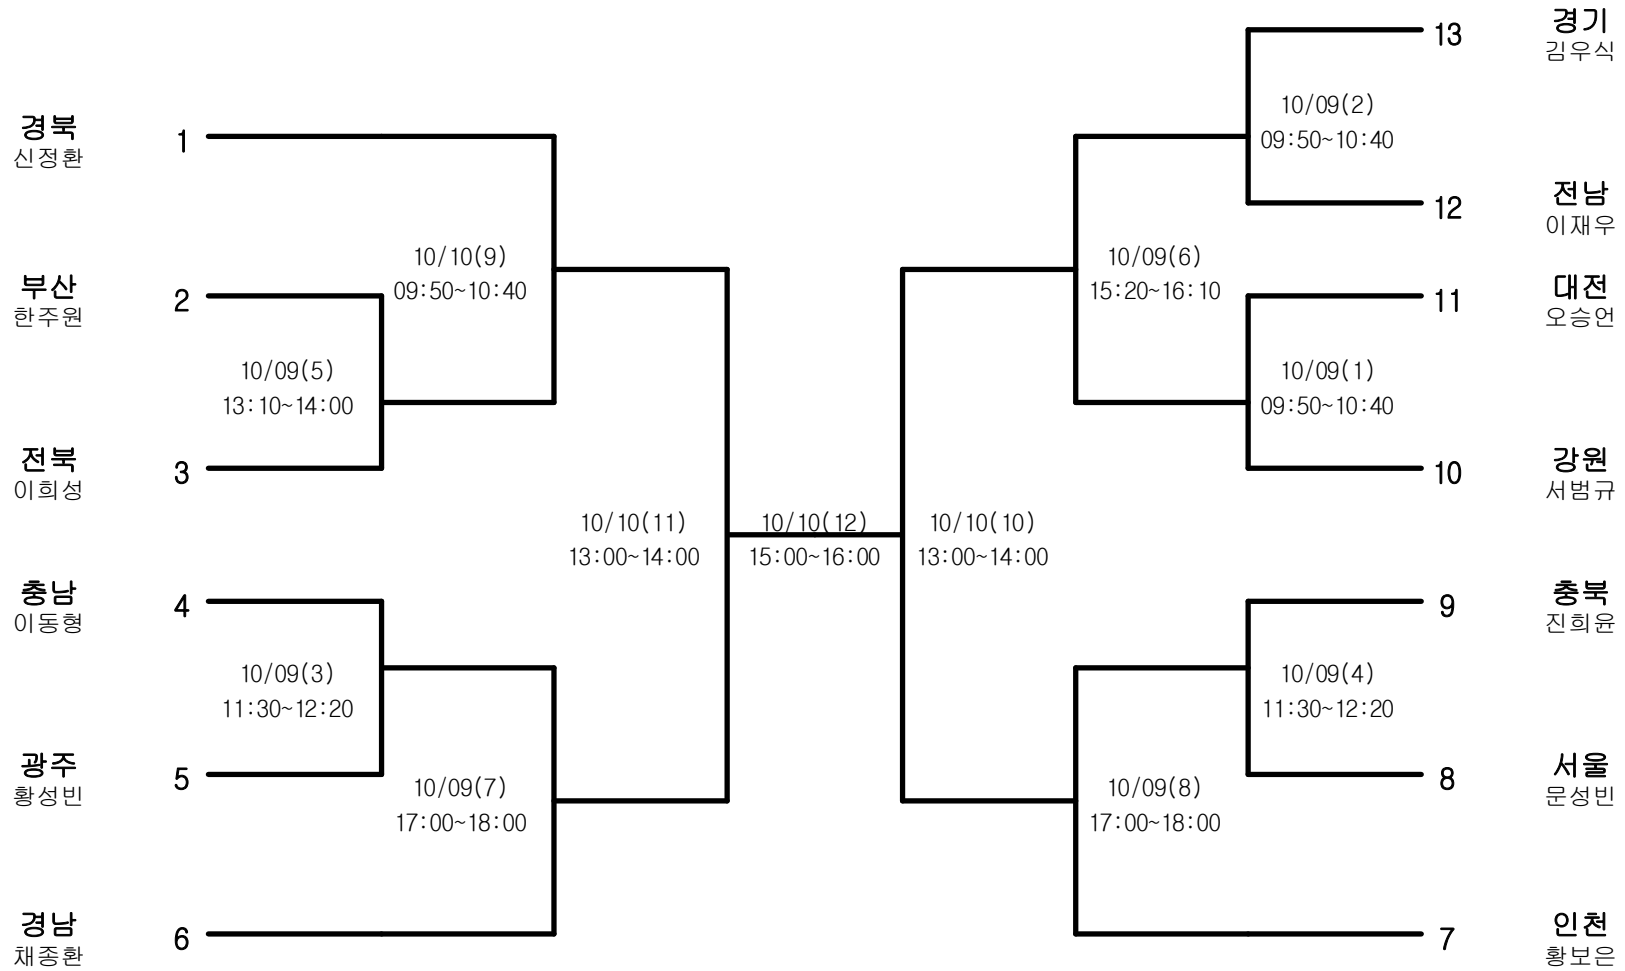 경북
신정환
1
부산
한주원
2
전북
이희성
3
충남
이동형
4
광주
황성빈
5
경남
채종환
6
10/09(5)
13:10~14:00
10/09(3)
11:30~12:20
10/10(9)
09:50~10:40
10/09(7)
17:00~18:00
10/10(11)
13:00~14:00
10/10(12)
15:00~16:00
10/10(10)
13:00~14:00
10/09(6)
15:20~16:10
10/09(8)
17:00~18:00
10/09(2)
09:50~10:40
10/09(1)
09:50~10:40
10/09(4)
11:30~12:20
13
경기
김우식
12
전남
이재우
11
대전
오승언
10
강원
서범규
9
충북
진희윤
8
서울
문성빈
7
인천
황보은